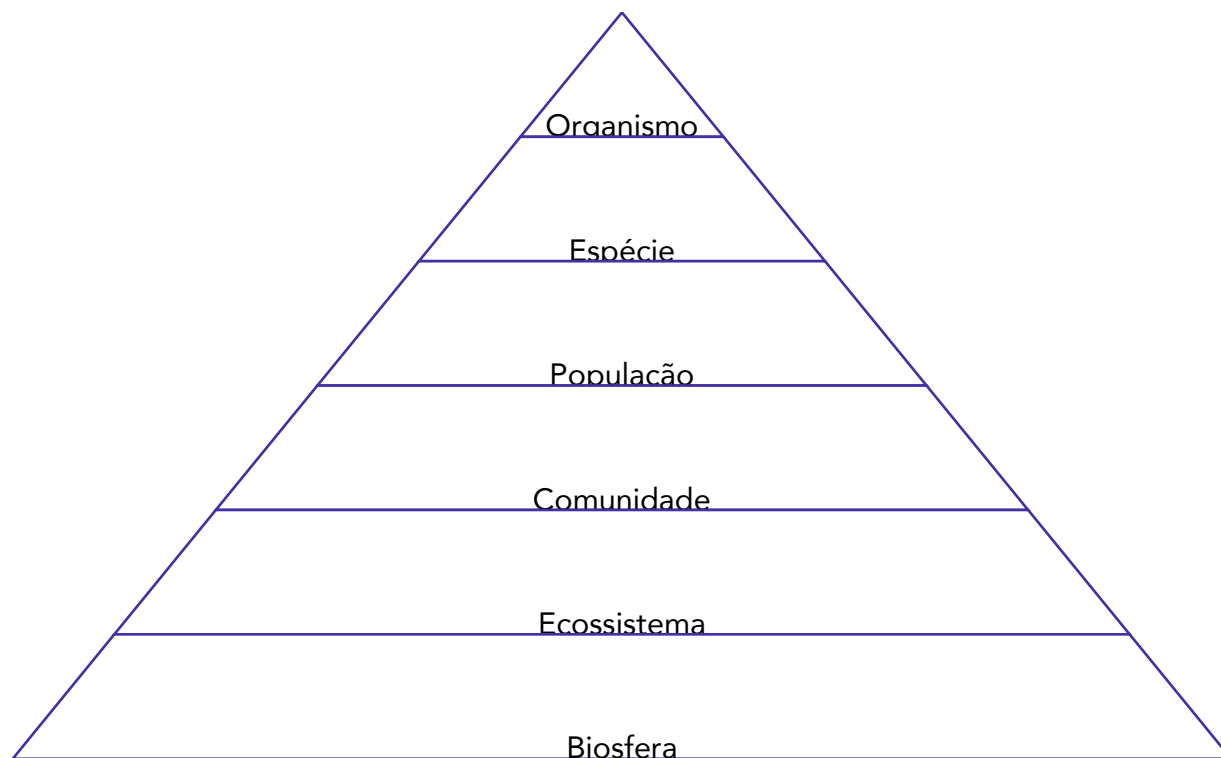 Organismo
Espécie
População
Comunidade
Ecossistema
Biosfera